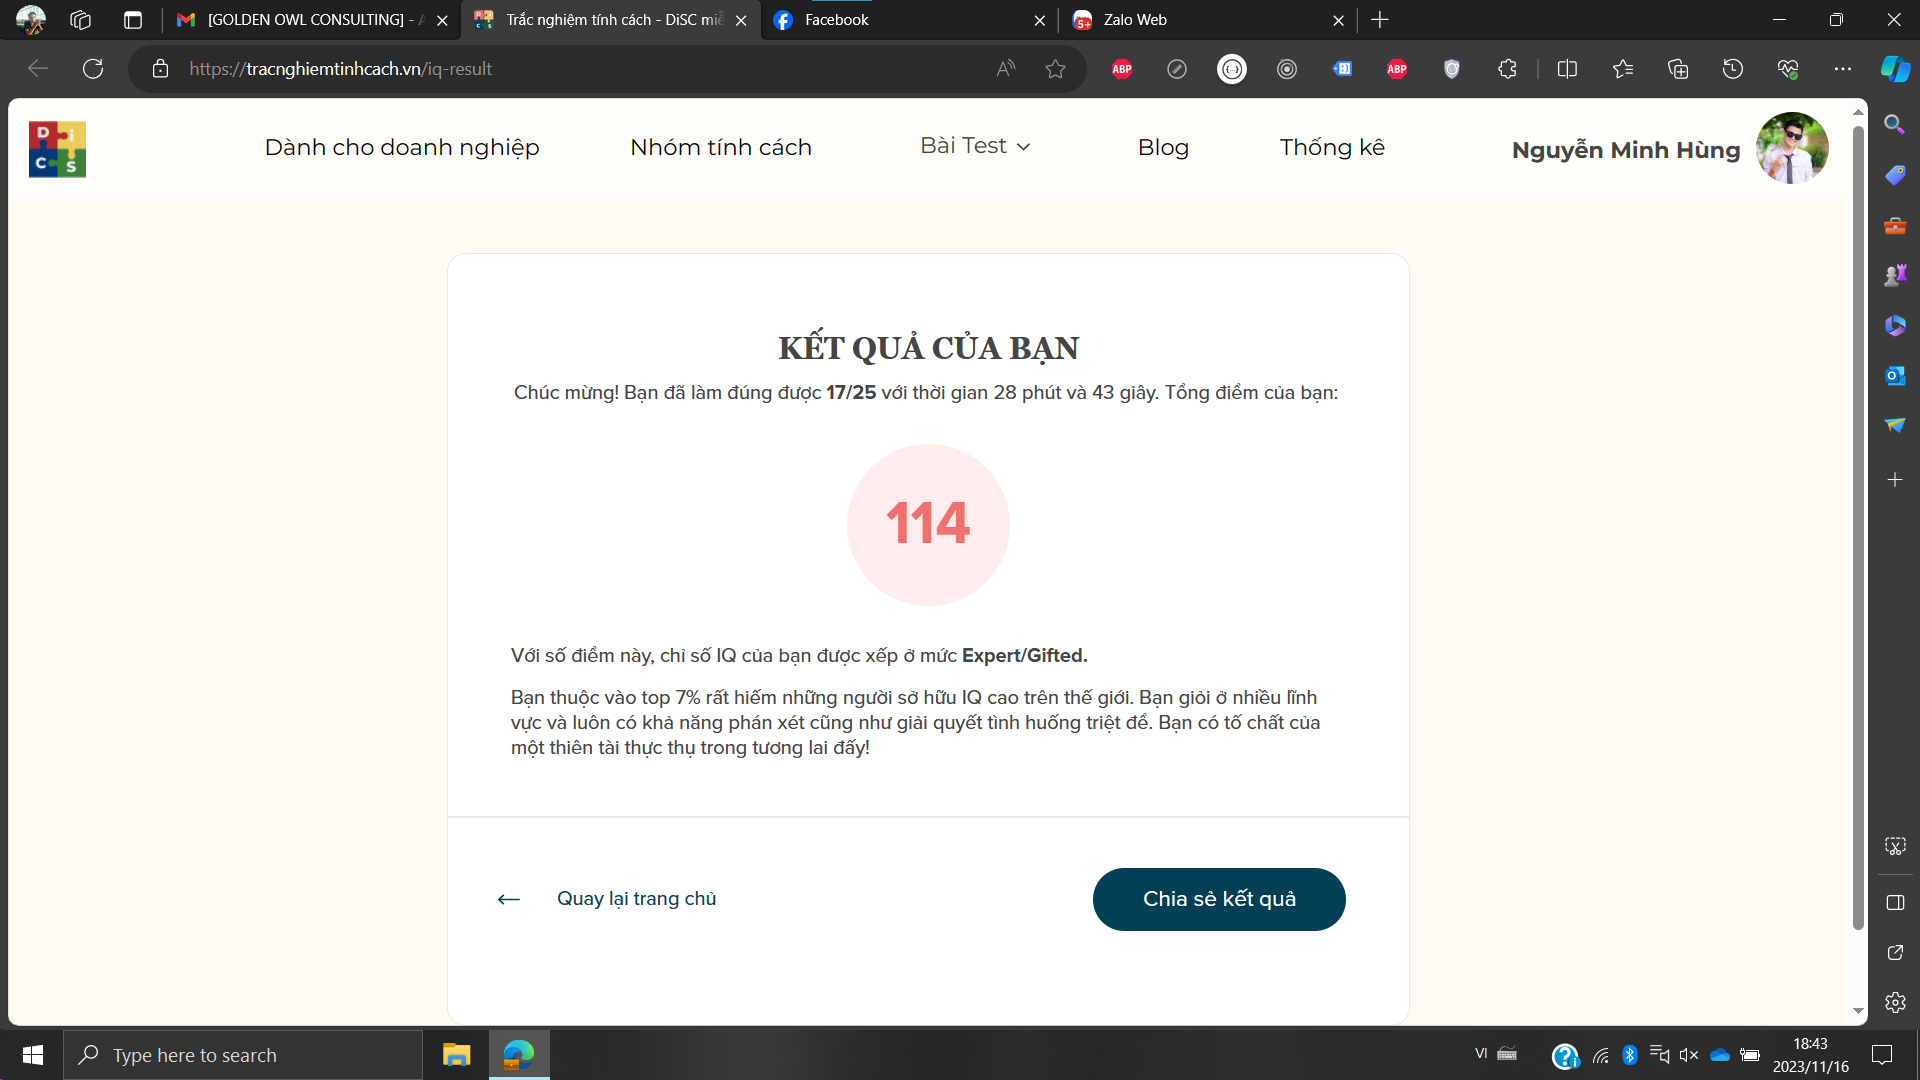 [GOLDEN OWL CONSULTING] - A
Trắc nghiệm tính cách - DiSC miễ
Facebook
5+
Zalo Web
https://tracnghiemtinhcach.vn/iq-result
ABP
ABP
D i
C S
Dành cho doanh nghiệp
Nhóm tính cách
Bài Test
Blog
Thống kê
Nguyễn Minh Hùng
KẾT QUẢ CỦA BẠN
Chúc mừng! Bạn đã làm đúng được 17/25 với thời gian 28 phút và 43 giây. Tổng điểm của bạn:
114
Với số điểm này, chỉ số IQ của bạn được xếp ở mức Expert/Gifted.
Bạn thuộc vào top 7% rất hiếm những người sở hữu IQ cao trên thế giới. Bạn giỏi ở nhiều lĩnh
vực và luôn có khả năng phán xét cũng như giải quyết tình huống triệt để. Bạn có tố chất của
một thiên tài thực thụ trong tương lai đấy!
Quay lại trang chủ
Chia sẻ kết quả
Type here to search
VI
18:43
2023/11/16